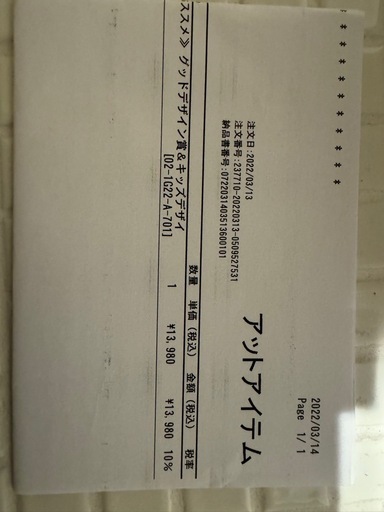 2022/03/14
Page 1/ 1
アットアイテム
注文日:2022/03/13
注文番号:237710-20220313-0509527531
納品書番号:0722031403513600101
数量 単価(税込) 金額(税込) 税率
ススメ≫ グッドデザイン賞&キッズデザイ 1 ¥13,980 ¥13,980 10%
[02-1G22-A-701]